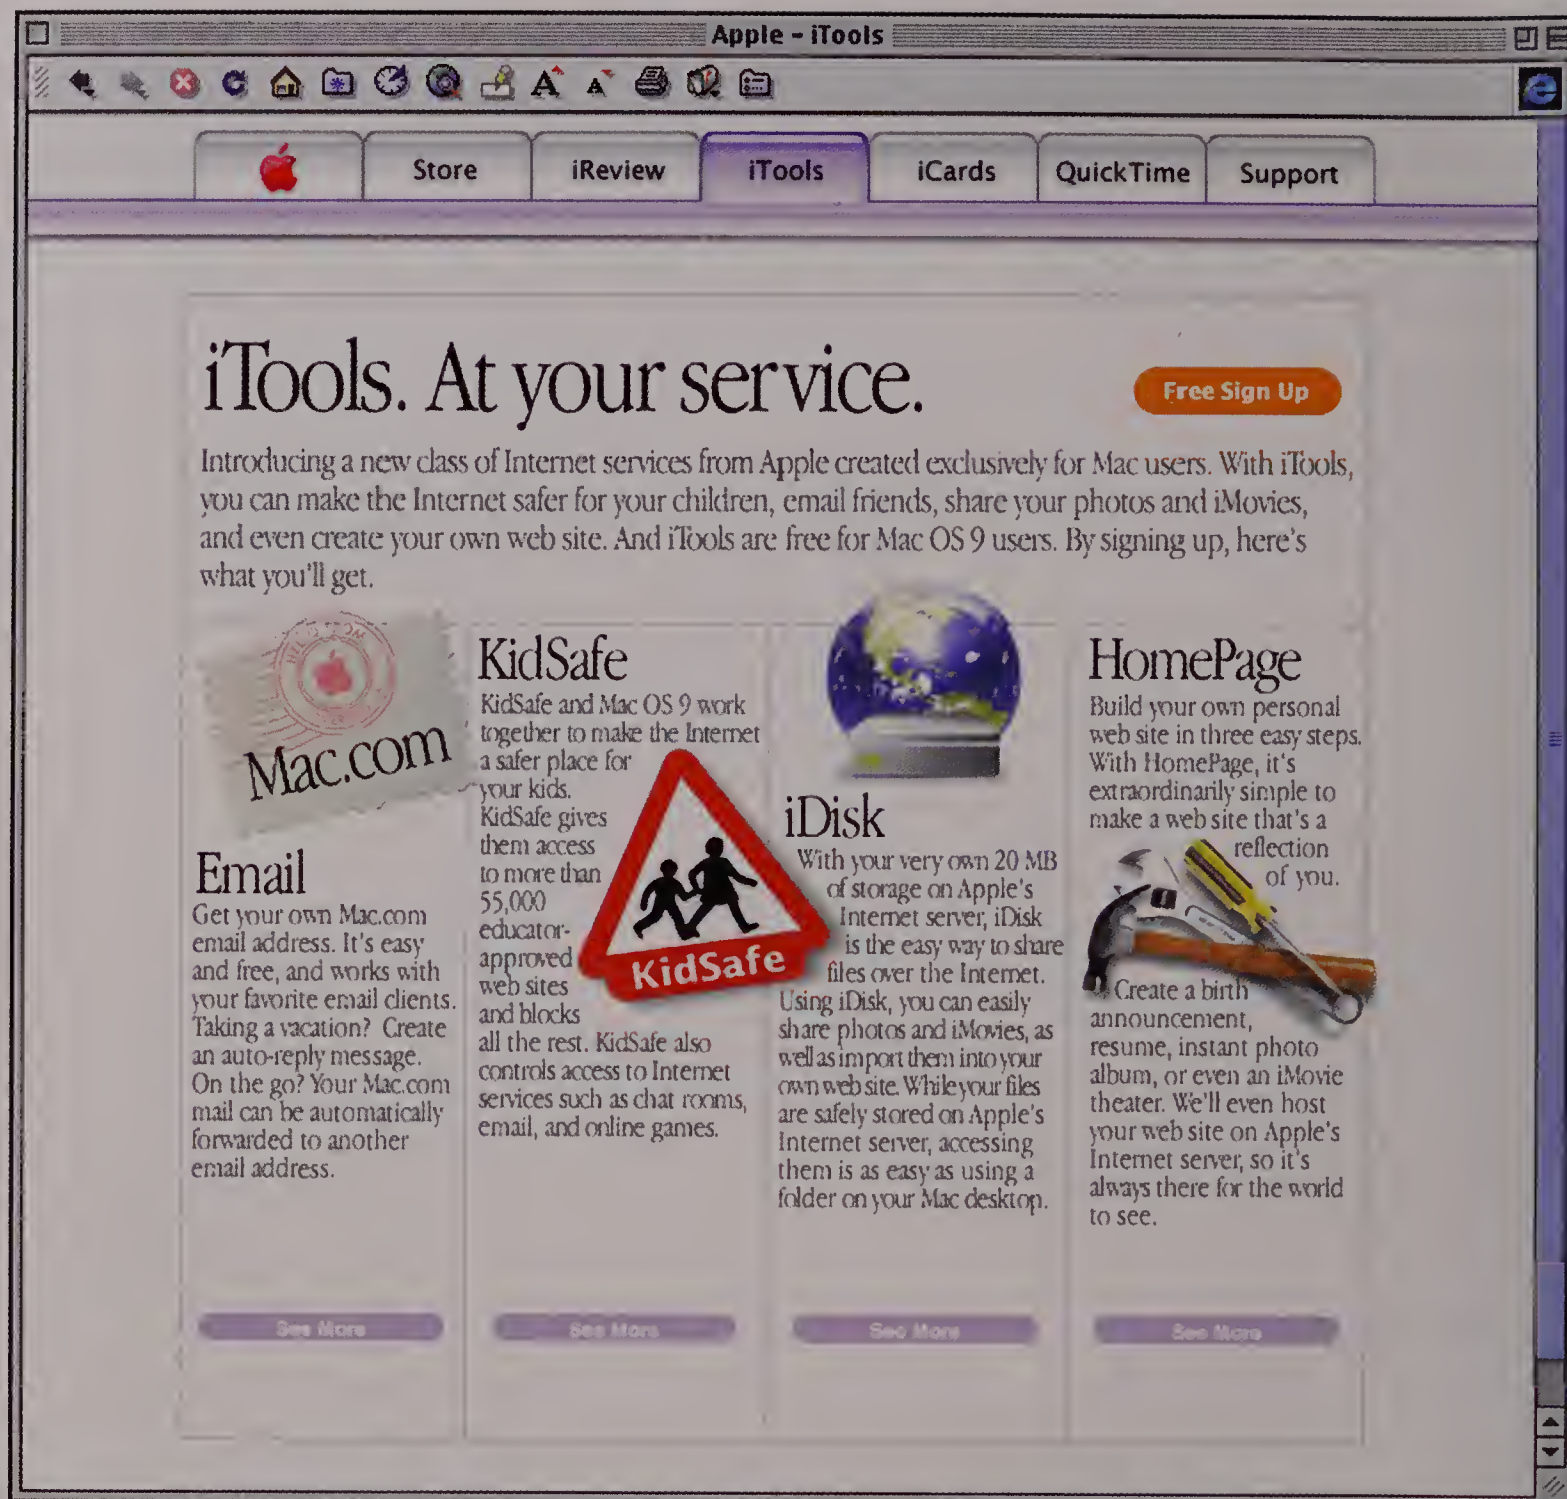 Apple - iTools
Store
iReview
iTools
iCards
QuickTime
Support
iTools. At your service.
Free Sign Up
Introducing a new class of Internet services from Apple created exclusively for Mac users. With iTools,
you can make the Internet safer for your children, email friends, share your photos and iMovies,
and even create your own web site. And iTools are free for Mac OS 9 users. By signing up, here's
what you'll get.
Mac.com
Email
Get your own Mac.com
email address. It's easy
and free, and works with
your favorite email clients.
Taking a vacation? Create
an auto-reply message.
On the go? Your Mac.com
mail can be automatically
forwarded to another
email address.
See More
KidSafe
KidSafe and Mac OS 9 work
together to make the Internet
a safer place for
your kids.
KidSafe gives
them access
to more than
55,000
educator-
approved
web sites
and blocks
all the rest. KidSafe also
controls access to Internet
services such as chat rooms,
email, and online games.
KidSafe
See More
iDisk
With your very own 20 MB
of storage on Apple's
Internet server, iDisk
is the easy way to share
files over the Internet.
Using iDisk, you can easily
share photos and iMovies, as
well as import them into your
own web site. While your files
are safely stored on Apple's
Internet server, accessing
them is as easy as using a
folder on your Mac desktop.
See More
HomePage
Build your own personal
web site in three easy steps.
With HomePage, it's
extraordinarily simple to
make a web site that's a
reflection
of you.
Create a birth
announcement,
resume, instant photo
album, or even an iMovie
theater. We'll even host
your web site on Apple's
Internet server, so it's
always there for the world
to see.
See More